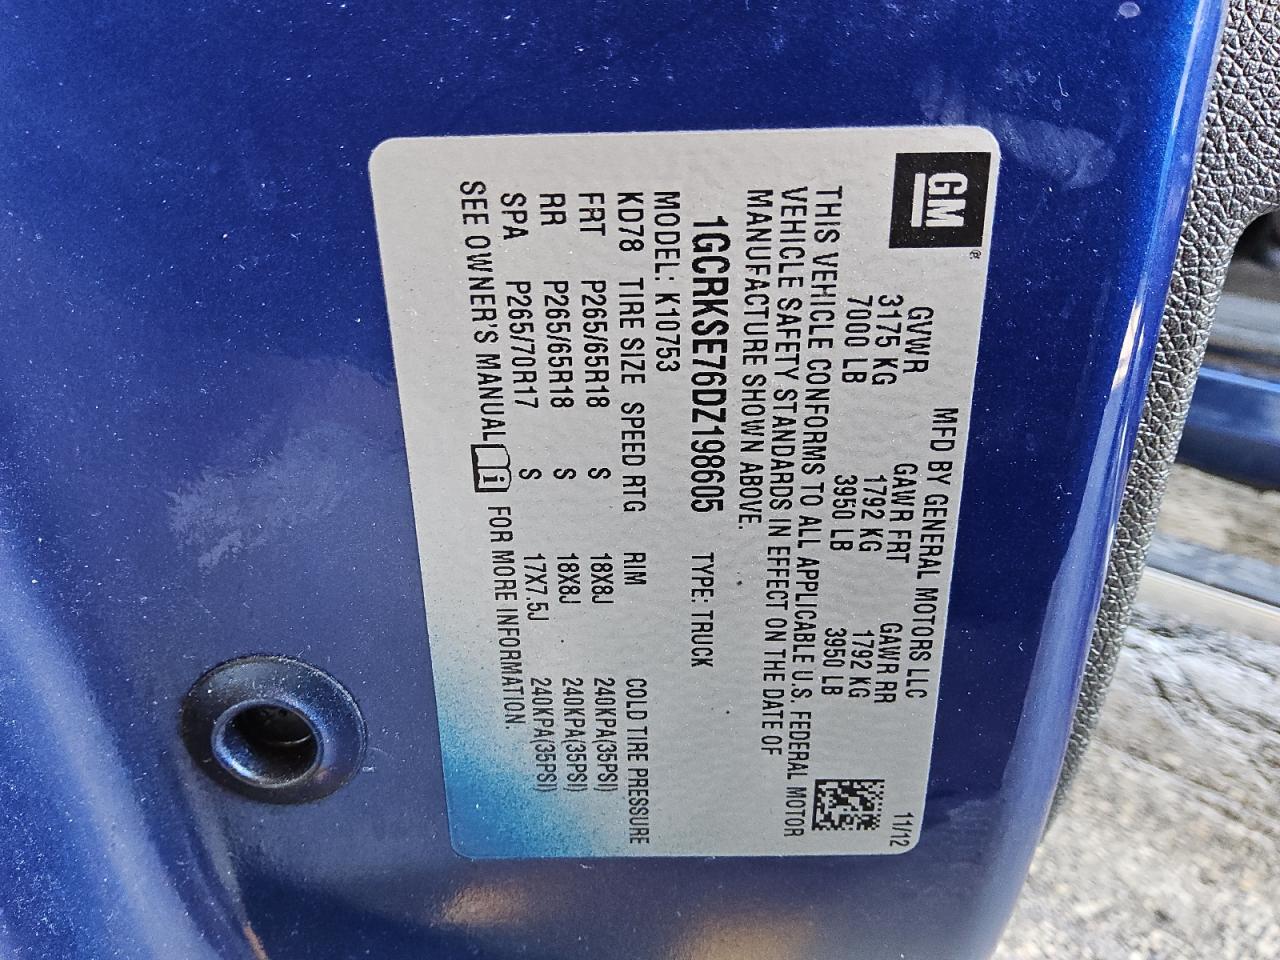 GM®
MFD BY GENERAL MOTORS LLC 11/12
GVWR GAWR FRT GAWR RR
3175 KG 1792 KG 1792 KG
7000 LB 3950 LB 3950 LB
THIS VEHICLE CONFORMS TO ALL APPLICABLE U.S. FEDERAL MOTOR
VEHICLE SAFETY STANDARDS IN EFFECT ON THE DATE OF
MANUFACTURE SHOWN ABOVE.
1GCRKSE76DZ198605 TYPE: TRUCK
MODEL: K10753
KD78 TIRE SIZE SPEED RTG RIM COLD TIRE PRESSURE
FRT P265/65R18 S 18X8J 240KPA(35PSI)
RR P265/65R18 S 18X8J 240KPA(35PSI)
SPA P265/70R17 S 17X7.5J 240KPA(35PSI)
SEE OWNER'S MANUAL i FOR MORE INFORMATION.